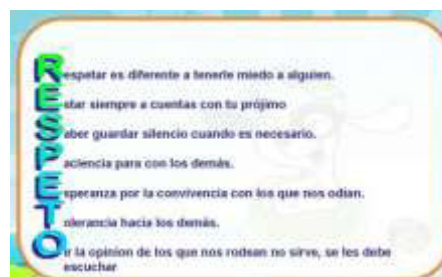 Respetar es diferente a tenerle miedo a alguien.
Estar siempre a cuentas con tu prójimo
Saber guardar silencio cuando es necesario.
Paciencia para con los demás.
Esperanza por la convivencia con los que nos odian.
Tolerancia hacia los demás.
Oir la opinion de los que nos rodean no sirve, se les debe
escuchar